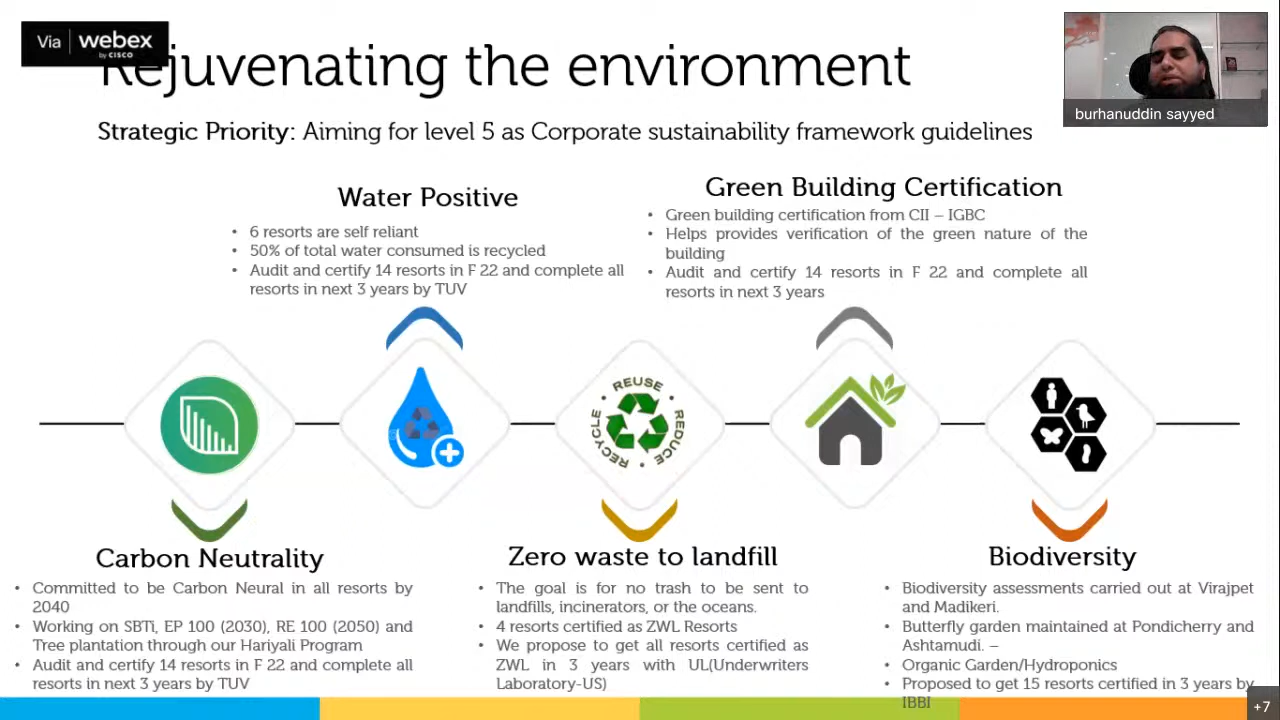 Via webex
by CISCO
Rejuvenating the environment
burhanuddin sayyed
Strategic Priority: Aiming for level 5 as Corporate sustainability framework guidelines
Water Positive
• 6 resorts are self reliant
• 50% of total water consumed is recycled
• Audit and certify 14 resorts in F 22 and complete all
resorts in next 3 years by TUV
Green Building Certification
• Green building certification from CII – IGBC
• Helps provides verification of the green nature of the
building
• Audit and certify 14 resorts in F 22 and complete all
resorts in next 3 years
REUSE
REDUCE
RECYCLE
Carbon Neutrality
• Committed to be Carbon Neural in all resorts by
2040
• Working on SBTi, EP 100 (2030), RE 100 (2050) and
Tree plantation through our Hariyali Program
• Audit and certify 14 resorts in F 22 and complete all
resorts in next 3 years by TUV
Zero waste to landfill
• The goal is for no trash to be sent to
landfills, incinerators, or the oceans.
• 4 resorts certified as ZWL Resorts
• We propose to get all resorts certified as
ZWL in 3 years with UL(Underwriters
Laboratory-US)
Biodiversity
• Biodiversity assessments carried out at Virajpet
and Madikeri.
• Butterfly garden maintained at Pondicherry and
Ashtamudi. –
• Organic Garden/Hydroponics
• Proposed to get 15 resorts certified in 3 years by
IBBI
+7